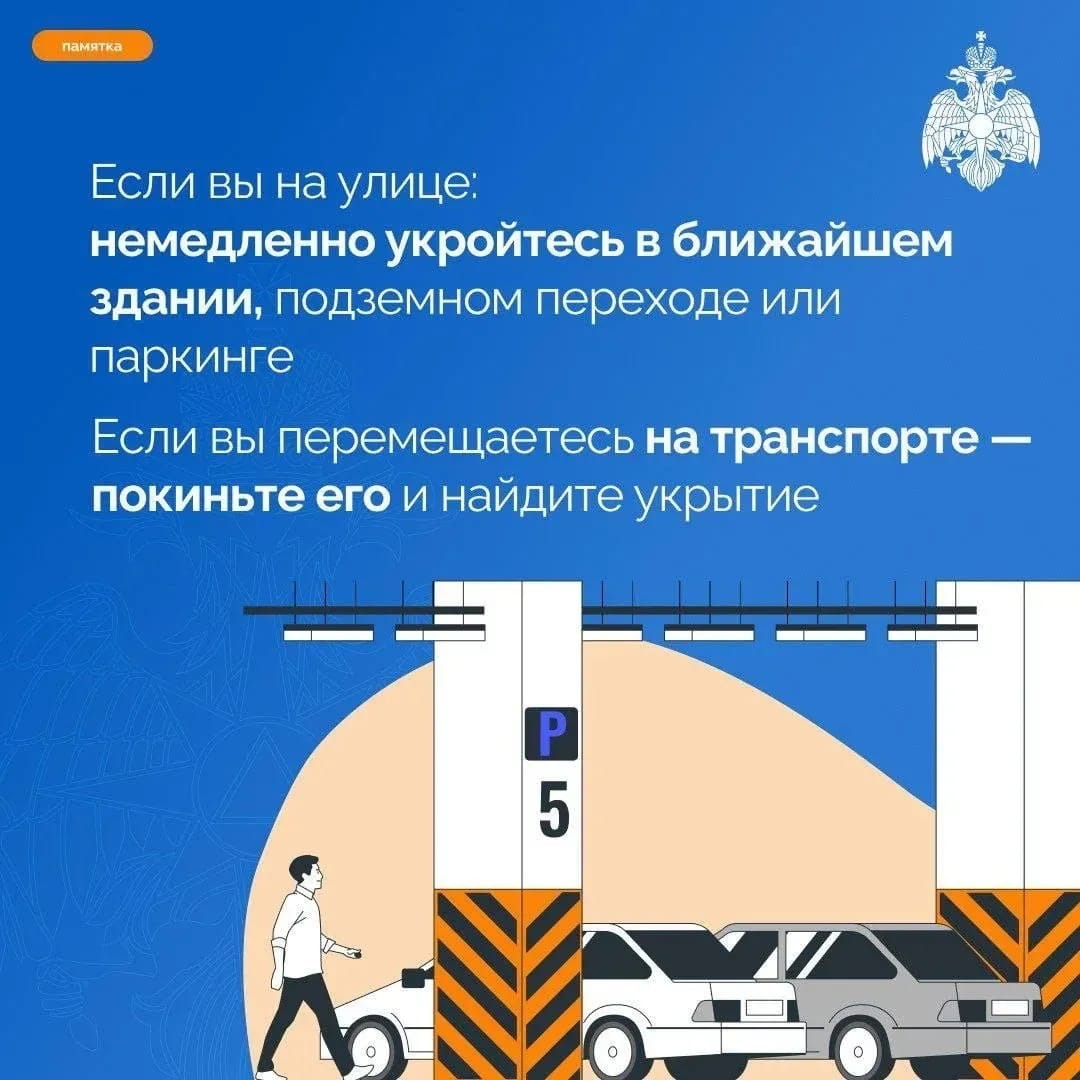 памятка
Если вы на улице:
немедленно укройтесь в ближайшем
здании, подземном переходе или
паркинге
Если вы перемещаетесь на транспорте —
покиньте его и найдите укрытие
P
5